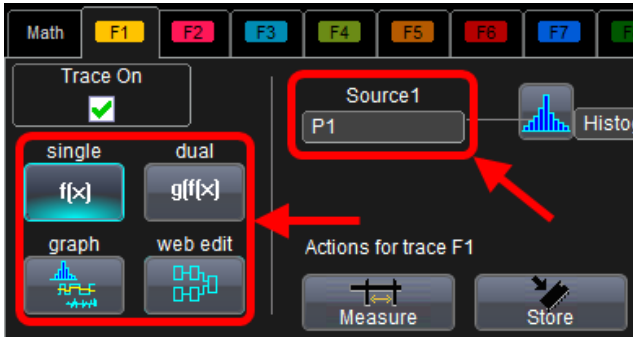 Math F1 F2 F3 F4 F5 F6 F7
Trace On
Source1
P1
Histo
single dual
f(x) g(f(x)
graph web edit
Actions for trace F1
Measure Store